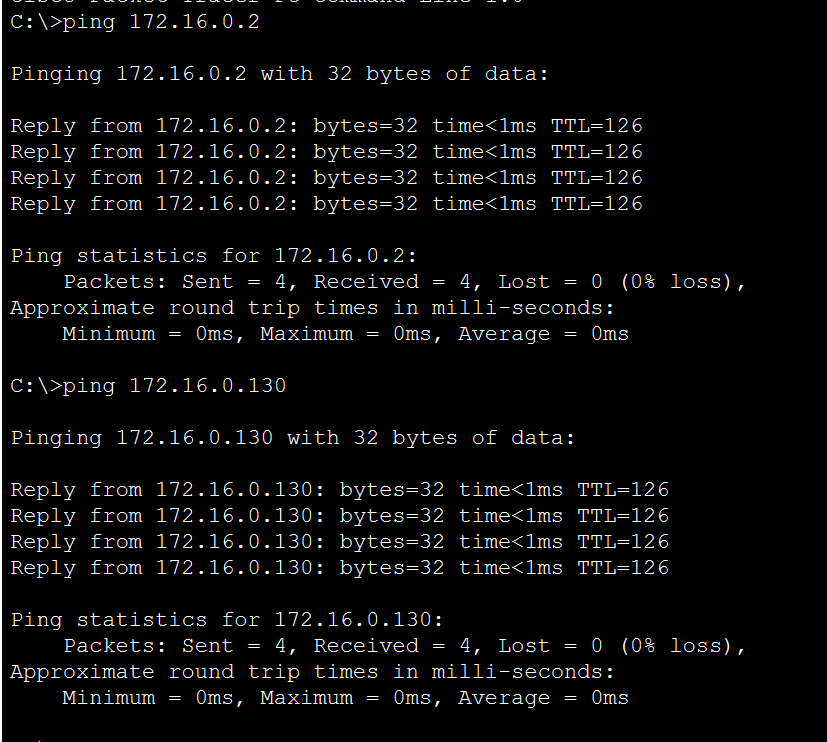 C:\>ping 172.16.0.2
Pinging 172.16.0.2 with 32 bytes of data:
Reply from 172.16.0.2: bytes=32 time<1ms TTL=126
Reply from 172.16.0.2: bytes=32 time<1ms TTL=126
Reply from 172.16.0.2: bytes=32 time<1ms TTL=126
Reply from 172.16.0.2: bytes=32 time<1ms TTL=126
Ping statistics for 172.16.0.2:
    Packets: Sent = 4, Received = 4, Lost = 0 (0% loss),
Approximate round trip times in milli-seconds:
    Minimum = 0ms, Maximum = 0ms, Average = 0ms
C:\>ping 172.16.0.130
Pinging 172.16.0.130 with 32 bytes of data:
Reply from 172.16.0.130: bytes=32 time<1ms TTL=126
Reply from 172.16.0.130: bytes=32 time<1ms TTL=126
Reply from 172.16.0.130: bytes=32 time<1ms TTL=126
Reply from 172.16.0.130: bytes=32 time<1ms TTL=126
Ping statistics for 172.16.0.130:
    Packets: Sent = 4, Received = 4, Lost = 0 (0% loss),
Approximate round trip times in milli-seconds:
    Minimum = 0ms, Maximum = 0ms, Average = 0ms